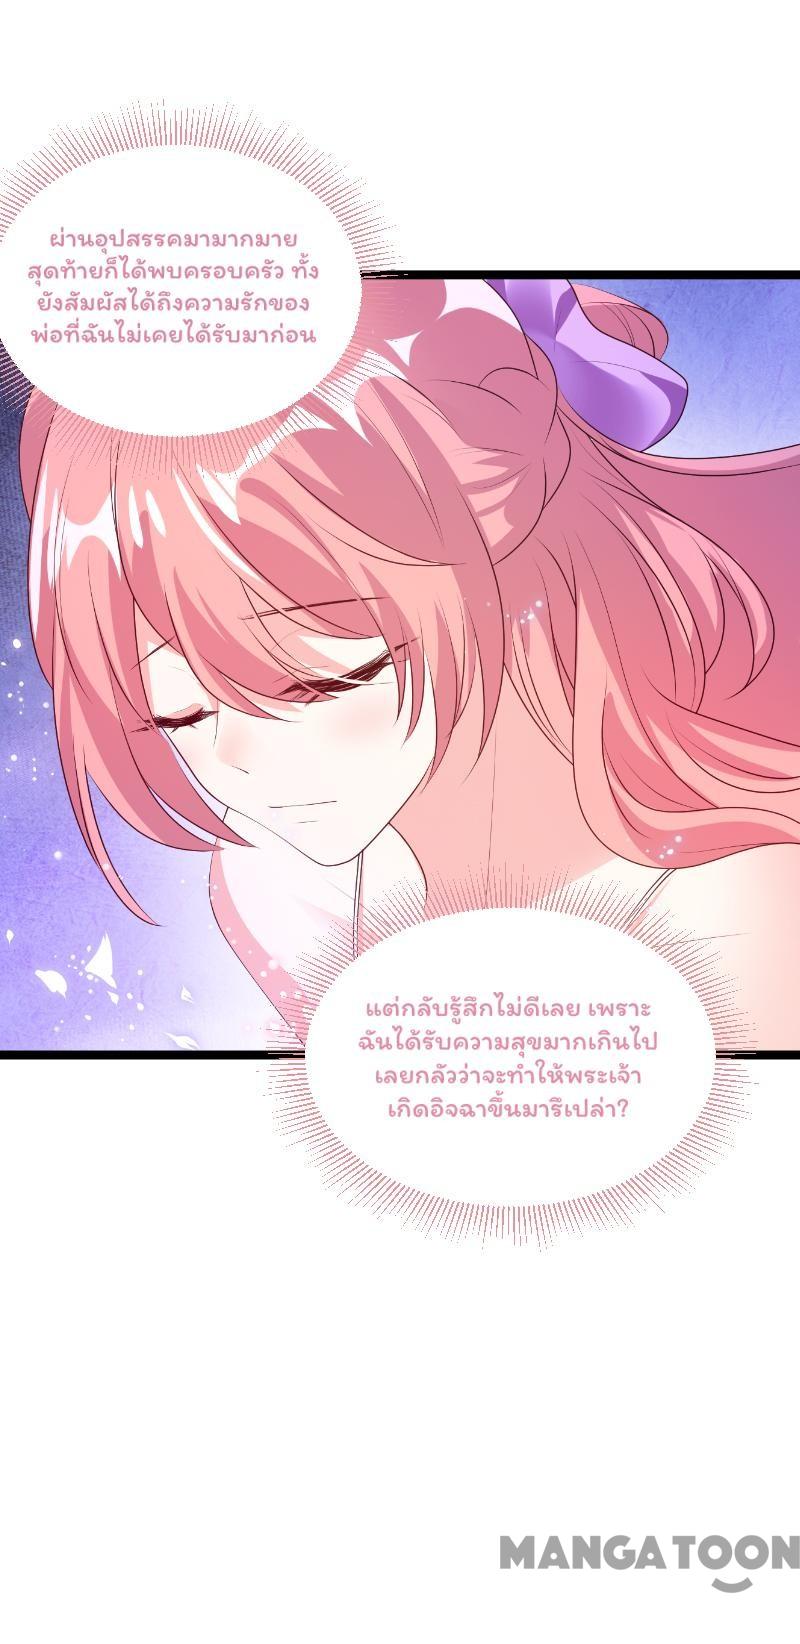 ผ่านอุปสรรคมามากมาย
สุดท้ายก็ได้พบครอบครัว ทั้ง
ยังสัมผัสได้ถึงความรักของ
พ่อที่ฉันไม่เคยได้รับมาก่อน
แต่กลับรู้สึกไม่ดีเลย เพราะ
ฉันได้รับความสุขมากเกินไป
เลยกลัวว่าจะทำให้พระเจ้า
เกิดอิจฉาขึ้นมารึเปล่า?
MANGATOON